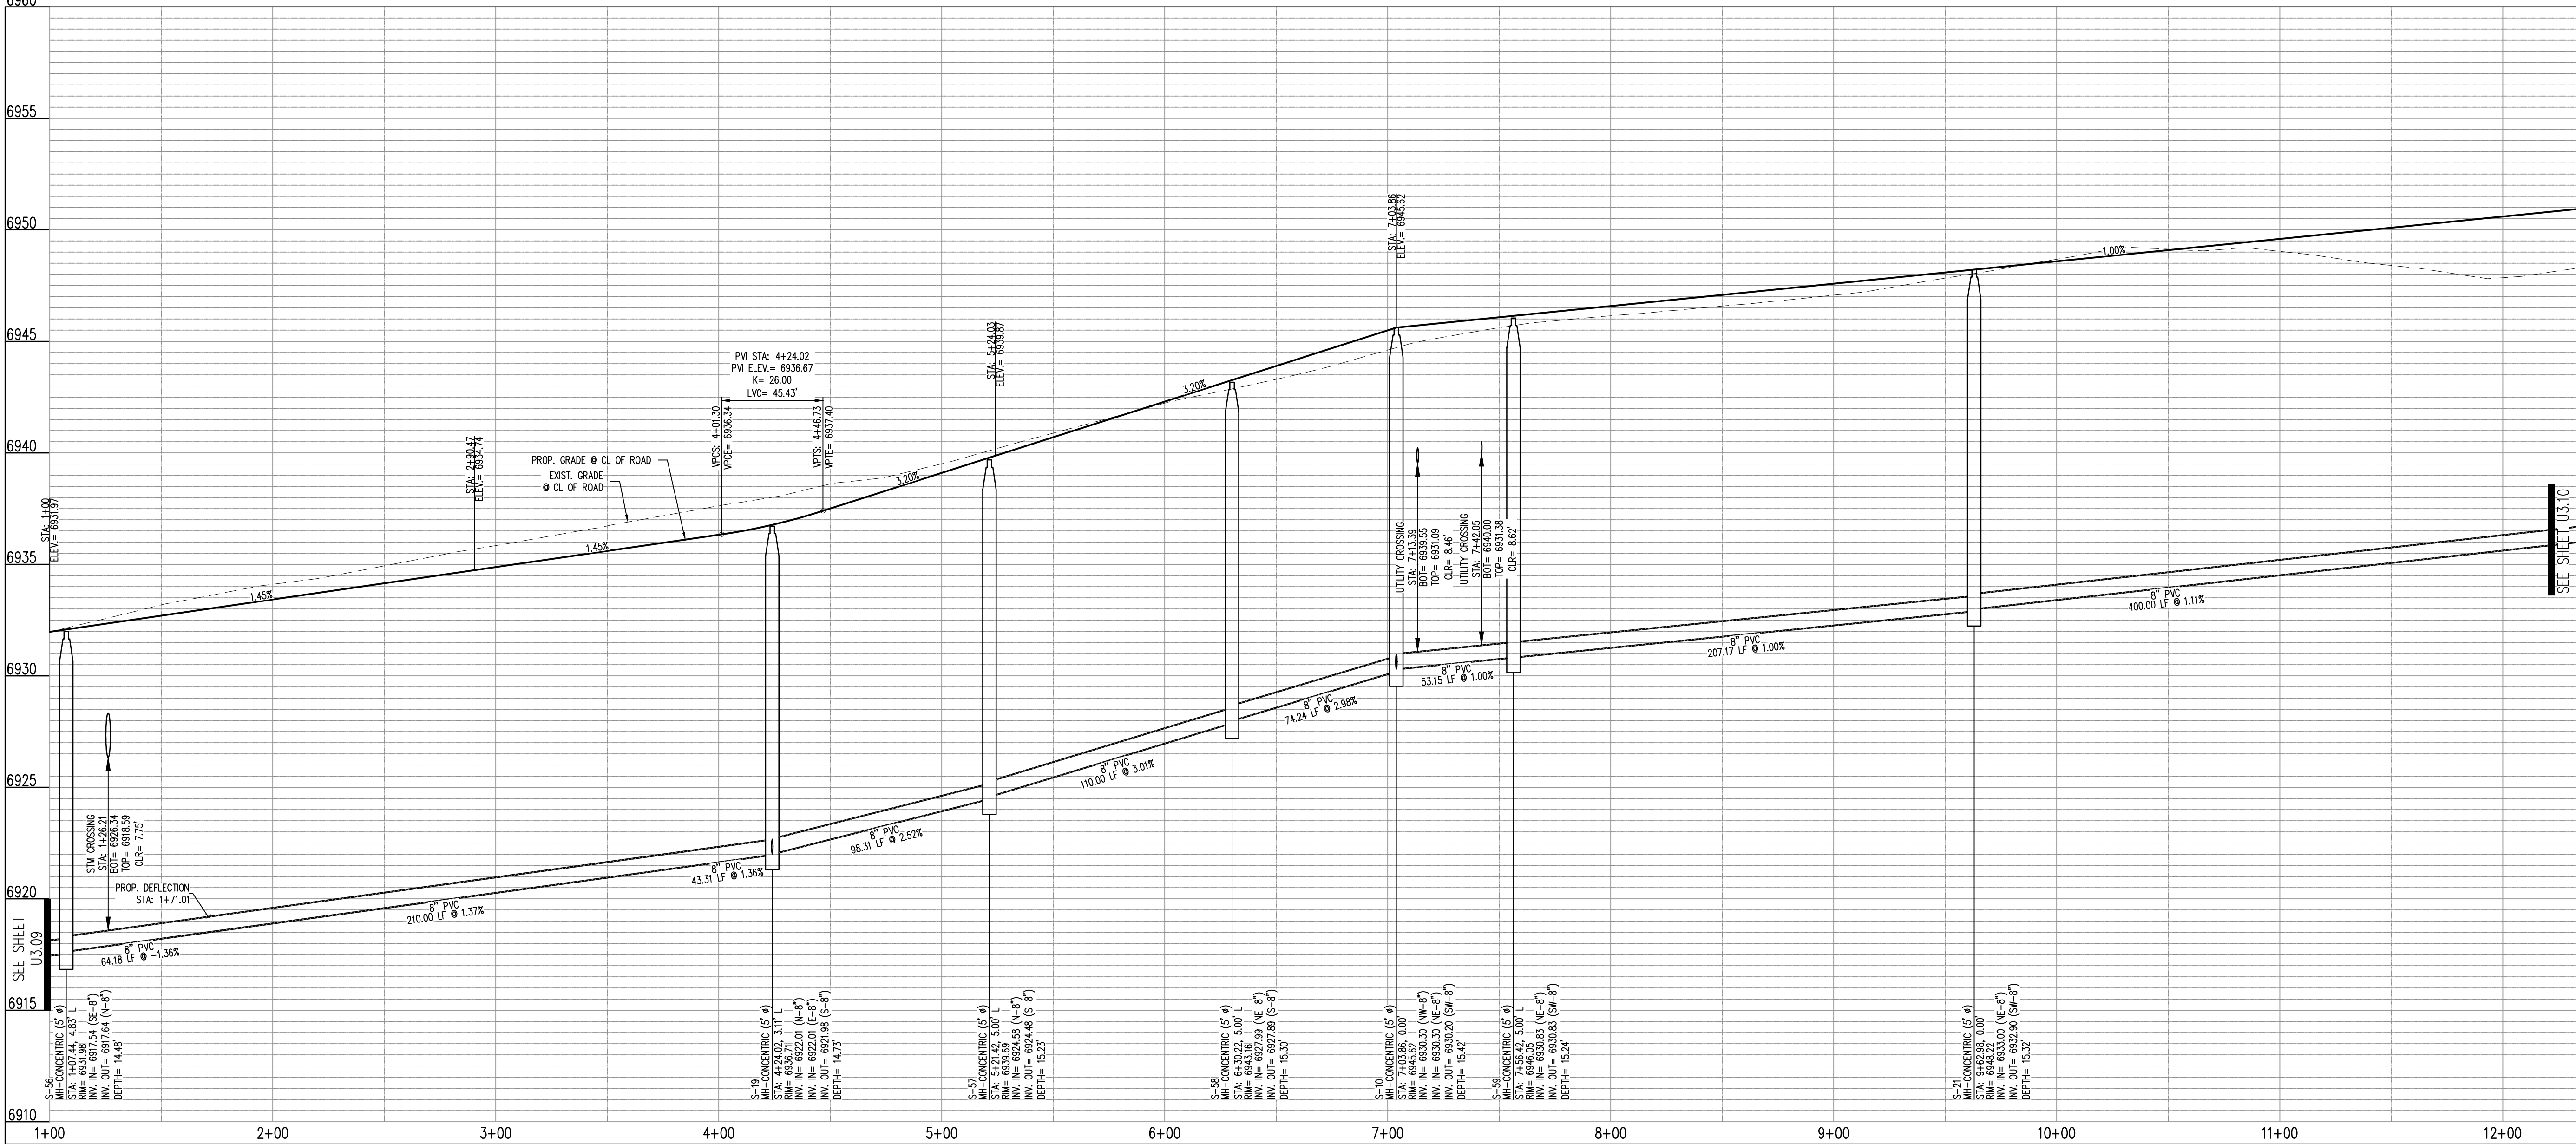 6960
6955
6950
6945
6940
6935
6930
6925
6920
6915
6910
1+00
2+00
3+00
4+00
5+00
6+00
7+00
8+00
9+00
10+00
11+00
12+00
STA: 1+00
ELEV.= 6931.97
STA: 2+90.47
ELEV.= 6934.74
1.45%
1.45%
PROP. GRADE @ CL OF ROAD
EXIST. GRADE
@ CL OF ROAD
PVI STA: 4+24.02
PVI ELEV.= 6936.67
K= 26.00
LVC= 45.43'
VPCS: 4+01.30
VPCE= 6936.34
VPTS: 4+46.73
VPTE= 6937.40
3.20%
STA: 5+24.03
ELEV.= 6939.87
3.20%
STA: 7+03.86
ELEV.= 6945.62
1.00%
STM CROSSING
STA: 1+26.21
BOT= 6926.34
TOP= 6918.59
CLR= 7.75'
PROP. DEFLECTION
STA: 1+71.01
UTILITY CROSSING
STA: 7+13.39
BOT= 6939.55
TOP= 6931.09
CLR= 8.46'
UTILITY CROSSING
STA: 7+42.05
BOT= 6940.00
TOP= 6931.38
CLR= 8.62'
SEE SHEET
U3.09
SEE SHEET U3.10
8" PVC
64.18 LF @ -1.36%
8" PVC
210.00 LF @ 1.37%
8" PVC
43.31 LF @ 1.36%
8" PVC
98.31 LF @ 2.52%
8" PVC
110.00 LF @ 3.01%
8" PVC
74.24 LF @ 2.98%
8" PVC
53.15 LF @ 1.00%
8" PVC
207.17 LF @ 1.00%
8" PVC
400.00 LF @ 1.11%
S-56
MH-CONCENTRIC (5' ø)
STA: 1+07.44, 4.83' L
RIM= 6931.98
INV. IN= 6917.54 (SE-8")
INV. OUT= 6917.64 (N-8")
DEPTH= 14.48'
S-19
MH-CONCENTRIC (5' ø)
STA: 4+24.02, 3.11' L
RIM= 6936.71
INV. IN= 6922.01 (N-8")
INV. IN= 6922.01 (E-8")
INV. OUT= 6921.98 (S-8")
DEPTH= 14.73'
S-57
MH-CONCENTRIC (5' ø)
STA: 5+21.42, 5.00' L
RIM= 6939.69
INV. IN= 6924.58 (N-8")
INV. OUT= 6924.48 (S-8")
DEPTH= 15.23'
S-58
MH-CONCENTRIC (5' ø)
STA: 6+30.22, 5.00' L
RIM= 6943.16
INV. IN= 6927.99 (NE-8")
INV. OUT= 6927.89 (S-8")
DEPTH= 15.30'
S-10
MH-CONCENTRIC (5' ø)
STA: 7+03.86, 0.00'
RIM= 6945.62
INV. IN= 6930.30 (NW-8")
INV. IN= 6930.30 (NE-8")
INV. OUT= 6930.20 (SW-8")
DEPTH= 15.42'
S-59
MH-CONCENTRIC (5' ø)
STA: 7+56.42, 5.00' L
RIM= 6946.05
INV. IN= 6930.83 (NE-8")
INV. OUT= 6930.83 (SW-8")
DEPTH= 15.24'
S-21
MH-CONCENTRIC (5' ø)
STA: 9+62.98, 0.00'
RIM= 6948.22
INV. IN= 6933.00 (NE-8")
INV. OUT= 6932.90 (SW-8")
DEPTH= 15.32'